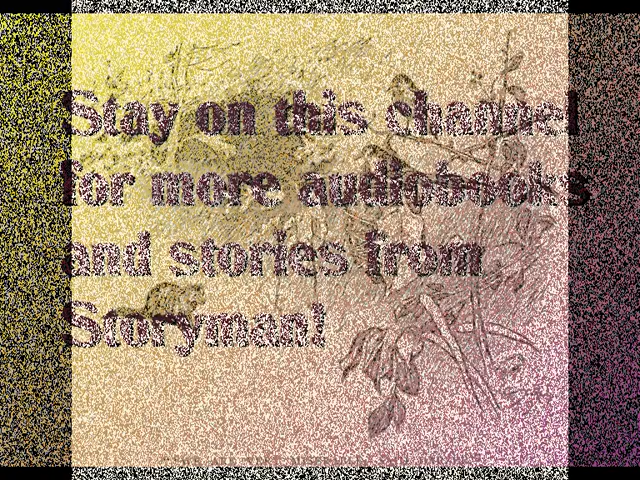 Stay on this channel
for more audiobooks
and stories from
Storyman!